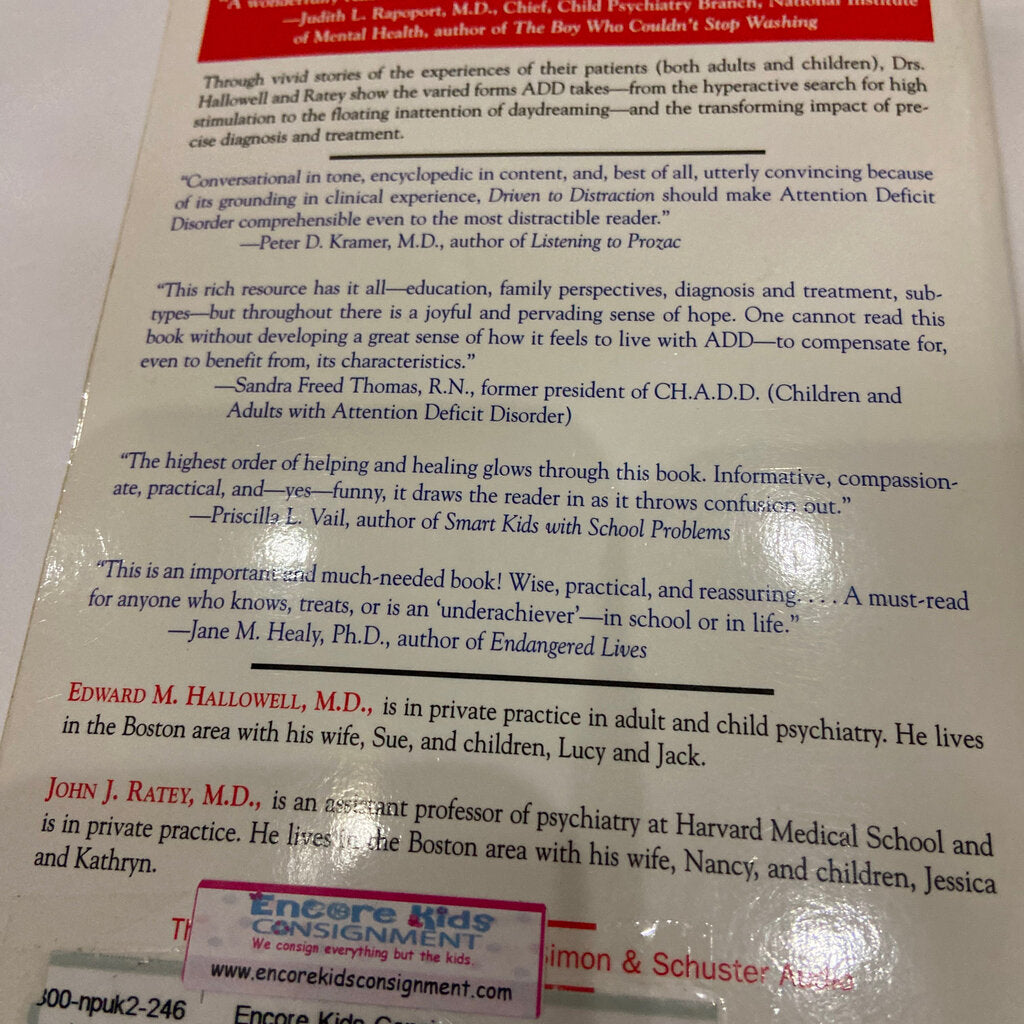 "A wonderfully
—Judith L. Rapoport, M.D., Chief, Child Psychiatry Branch, National Institute
of Mental Health, author of The Boy Who Couldn't Stop Washing
Through vivid stories of the experiences of their patients (both adults and children), Drs.
Hallowell and Ratey show the varied forms ADD takes—from the hyperactive search for high
stimulation to the floating inattention of daydreaming—and the transforming impact of pre-
cise diagnosis and treatment.
"Conversational in tone, encyclopedic in content, and, best of all, utterly convincing because
of its grounding in clinical experience, Driven to Distraction should make Attention Deficit
Disorder comprehensible even to the most distractible reader."
—Peter D. Kramer, M.D., author of Listening to Prozac
"This rich resource has it all—education, family perspectives, diagnosis and treatment, sub-
types—but throughout there is a joyful and pervading sense of hope. One cannot read this
book without developing a great sense of how it feels to live with ADD—to compensate for,
even to benefit from, its characteristics."
—Sandra Freed Thomas, R.N., former president of CH.A.D.D. (Children and
Adults with Attention Deficit Disorder)
"The highest order of helping and healing glows through this book. Informative, compassion-
ate, practical, and—yes—funny, it draws the reader in as it throws confusion out."
—Priscilla L. Vail, author of Smart Kids with School Problems
"This is an important and much-needed book! Wise, practical, and reassuring. . . . A must-read
for anyone who knows, treats, or is an 'underachiever'—in school or in life."
—Jane M. Healy, Ph.D., author of Endangered Lives
EDWARD M. HALLOWELL, M.D., is in private practice in adult and child psychiatry. He lives
in the Boston area with his wife, Sue, and children, Lucy and Jack.
JOHN J. RATEY, M.D., is an assistant professor of psychiatry at Harvard Medical School and
is in private practice. He lives in the Boston area with his wife, Nancy, and children, Jessica
and Kathryn.
Encore Kids
CONSIGNMENT
We consign everything but the kids.
www.encorekidsconsignment.com
Simon & Schuster Audio
300-npuk2-246
Encore Kids